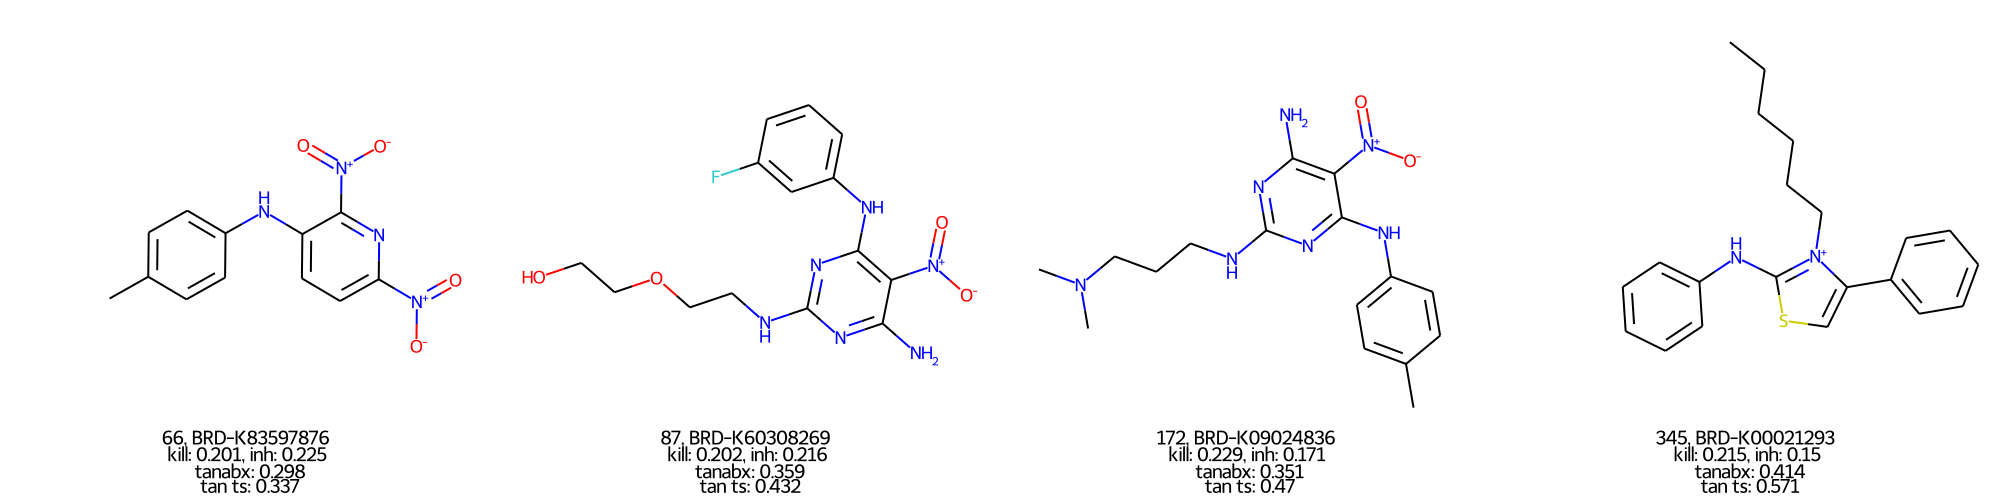 66, BRD-K83597876
kill: 0.201, inh: 0.225
tanabx: 0.298
tan ts: 0.337
87, BRD-K60308269
kill: 0.202, inh: 0.216
tanabx: 0.359
tan ts: 0.432
172, BRD-K09024836
kill: 0.229, inh: 0.171
tanabx: 0.351
tan ts: 0.47
345, BRD-K00021293
kill: 0.215, inh: 0.15
tanabx: 0.414
tan ts: 0.571
O
N+
O-
H
N
N
N+
O
O-
F
NH
O
N+
O-
HO
O
N
H
N
N
NH2
NH2
O
N+
O-
N
N
NH
N
H
N
H
N
N+
S